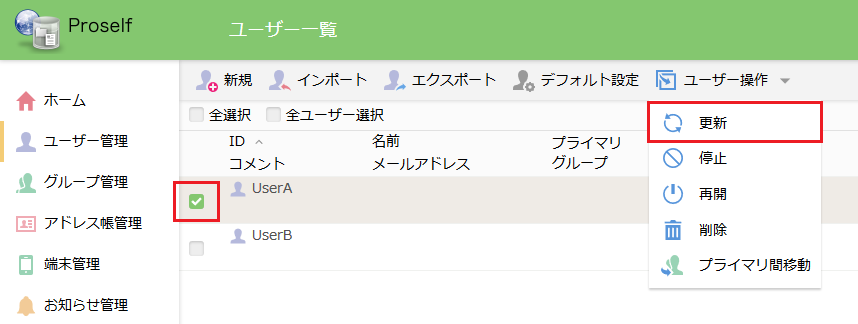 Proself
ユーザー一覧
ホーム
ユーザー管理
グループ管理
アドレス帳管理
端末管理
お知らせ管理
新規 インポート エクスポート デフォルト設定 ユーザー操作
全選択 全ユーザー選択
ID 名前 プライマリ
コメント メールアドレス グループ
UserA
UserB
更新
停止
再開
削除
プライマリ間移動